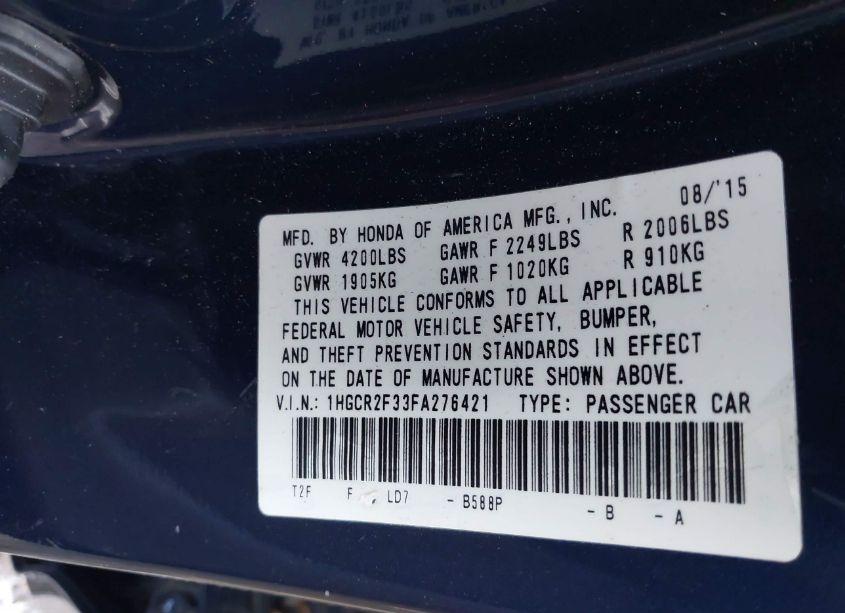 08/'15
MFD. BY HONDA OF AMERICA MFG., INC.
GVWR 4200LBS GAWR F 2249LBS R 2006LBS
GVWR 1905KG GAWR F 1020KG R 910KG
THIS VEHICLE CONFORMS TO ALL APPLICABLE
FEDERAL MOTOR VEHICLE SAFETY, BUMPER,
AND THEFT PREVENTION STANDARDS IN EFFECT
ON THE DATE OF MANUFACTURE SHOWN ABOVE.
V.I.N.: 1HGCR2F33FA276421 TYPE: PASSENGER CAR
T2F F LD7 - B588P - B - A